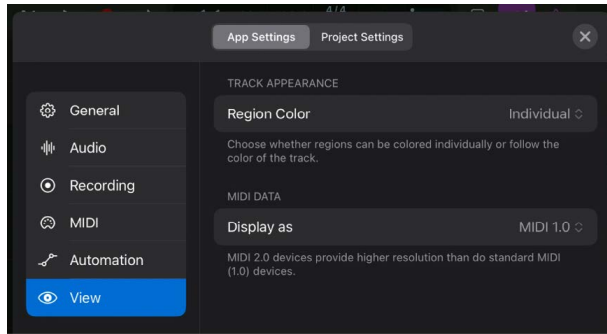 4/4
App Settings
Project Settings
TRACK APPEARANCE
General
Region Color
Individual
Choose whether regions can be colored individually or follow the
color of the track.
Audio
Recording
MIDI DATA
MIDI
Display as
MIDI 1.0
Automation
MIDI 2.0 devices provide higher resolution than do standard MIDI
(1.0) devices.
View